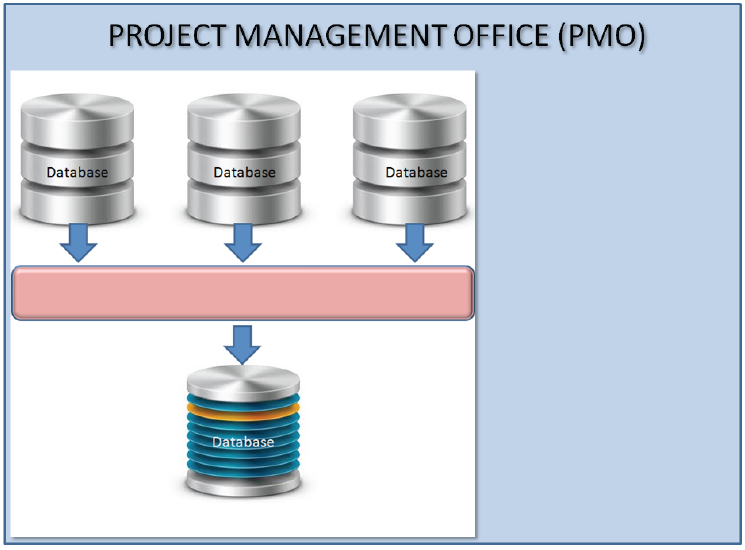 PROJECT MANAGEMENT OFFICE (PMO)
Database
Database
Database
Database